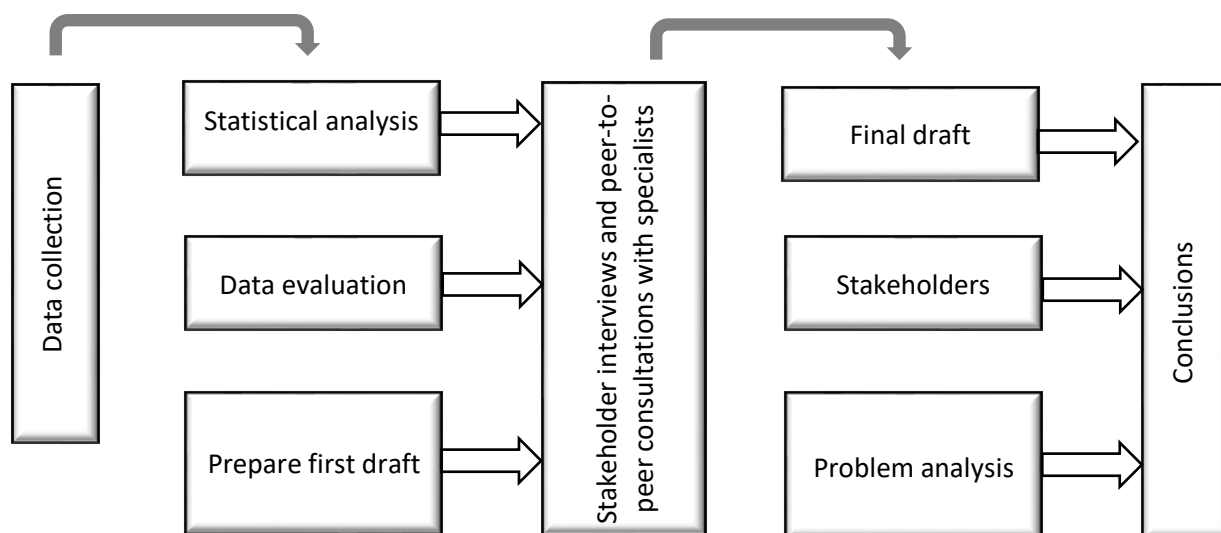 Data collection
Statistical analysis
Data evaluation
Prepare first draft
Stakeholder interviews and peer-to-
peer consultations with specialists
Final draft
Stakeholders
Problem analysis
Conclusions